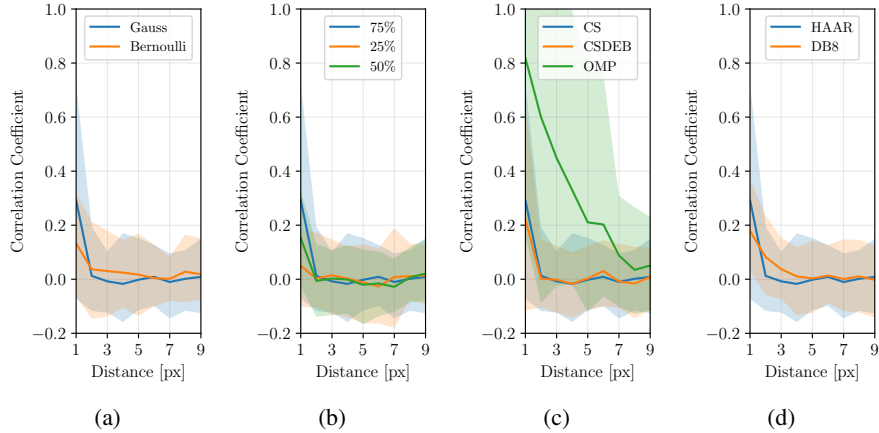 1.0
0.8
0.6
0.4
0.2
0.0
−0.2
Correlation Coefficient
1 3 5 7 9
Distance [px]
Gauss
Bernoulli
(a)
1.0
0.8
0.6
0.4
0.2
0.0
−0.2
Correlation Coefficient
1 3 5 7 9
Distance [px]
75%
25%
50%
(b)
1.0
0.8
0.6
0.4
0.2
0.0
−0.2
Correlation Coefficient
1 3 5 7 9
Distance [px]
CS
CSDEB
OMP
(c)
1.0
0.8
0.6
0.4
0.2
0.0
−0.2
Correlation Coefficient
1 3 5 7 9
Distance [px]
HAAR
DB8
(d)